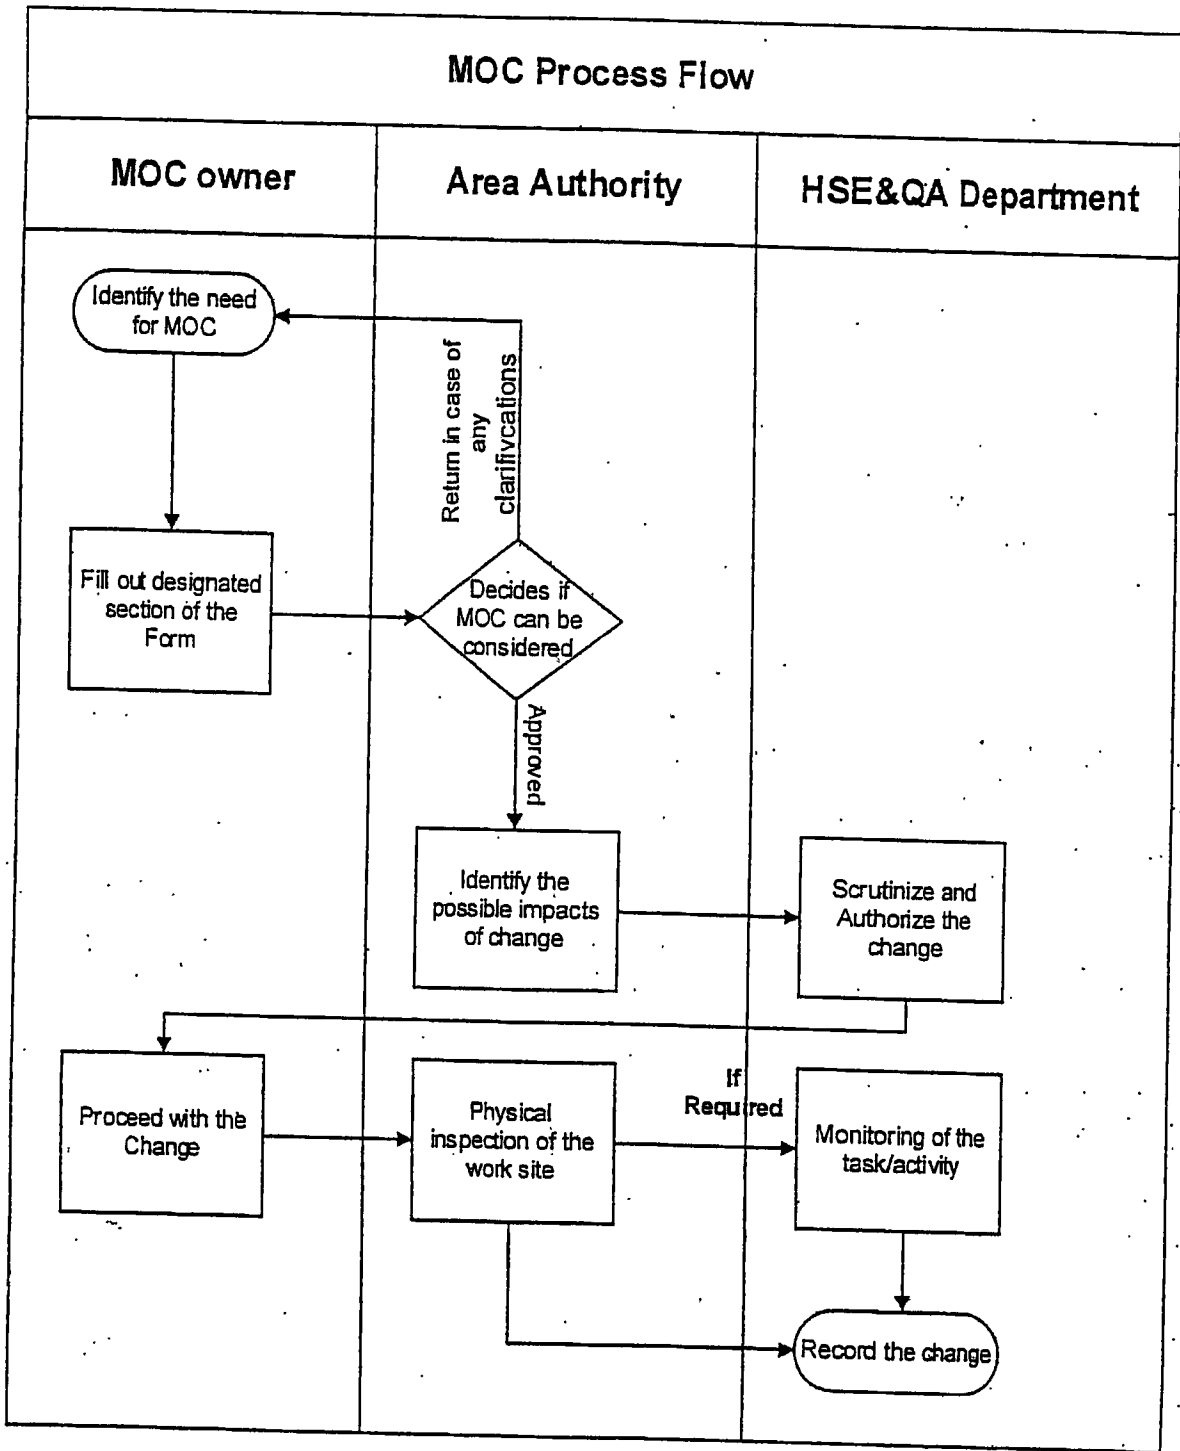 MOC Process Flow
MOC owner
Area Authority
HSE&QA Department
Identify the need
for MOC
Return in case of
any
clarifivcations
Fill out designated
section of the
Form
Decides if
MOC can be
considered
Approved
Identify the
possible impacts
of change
Scrutinize and
Authorize the
change
Proceed with the
Change
Physical
inspection of the
work site
If
Required
Monitoring of the
task/activity
Record the change